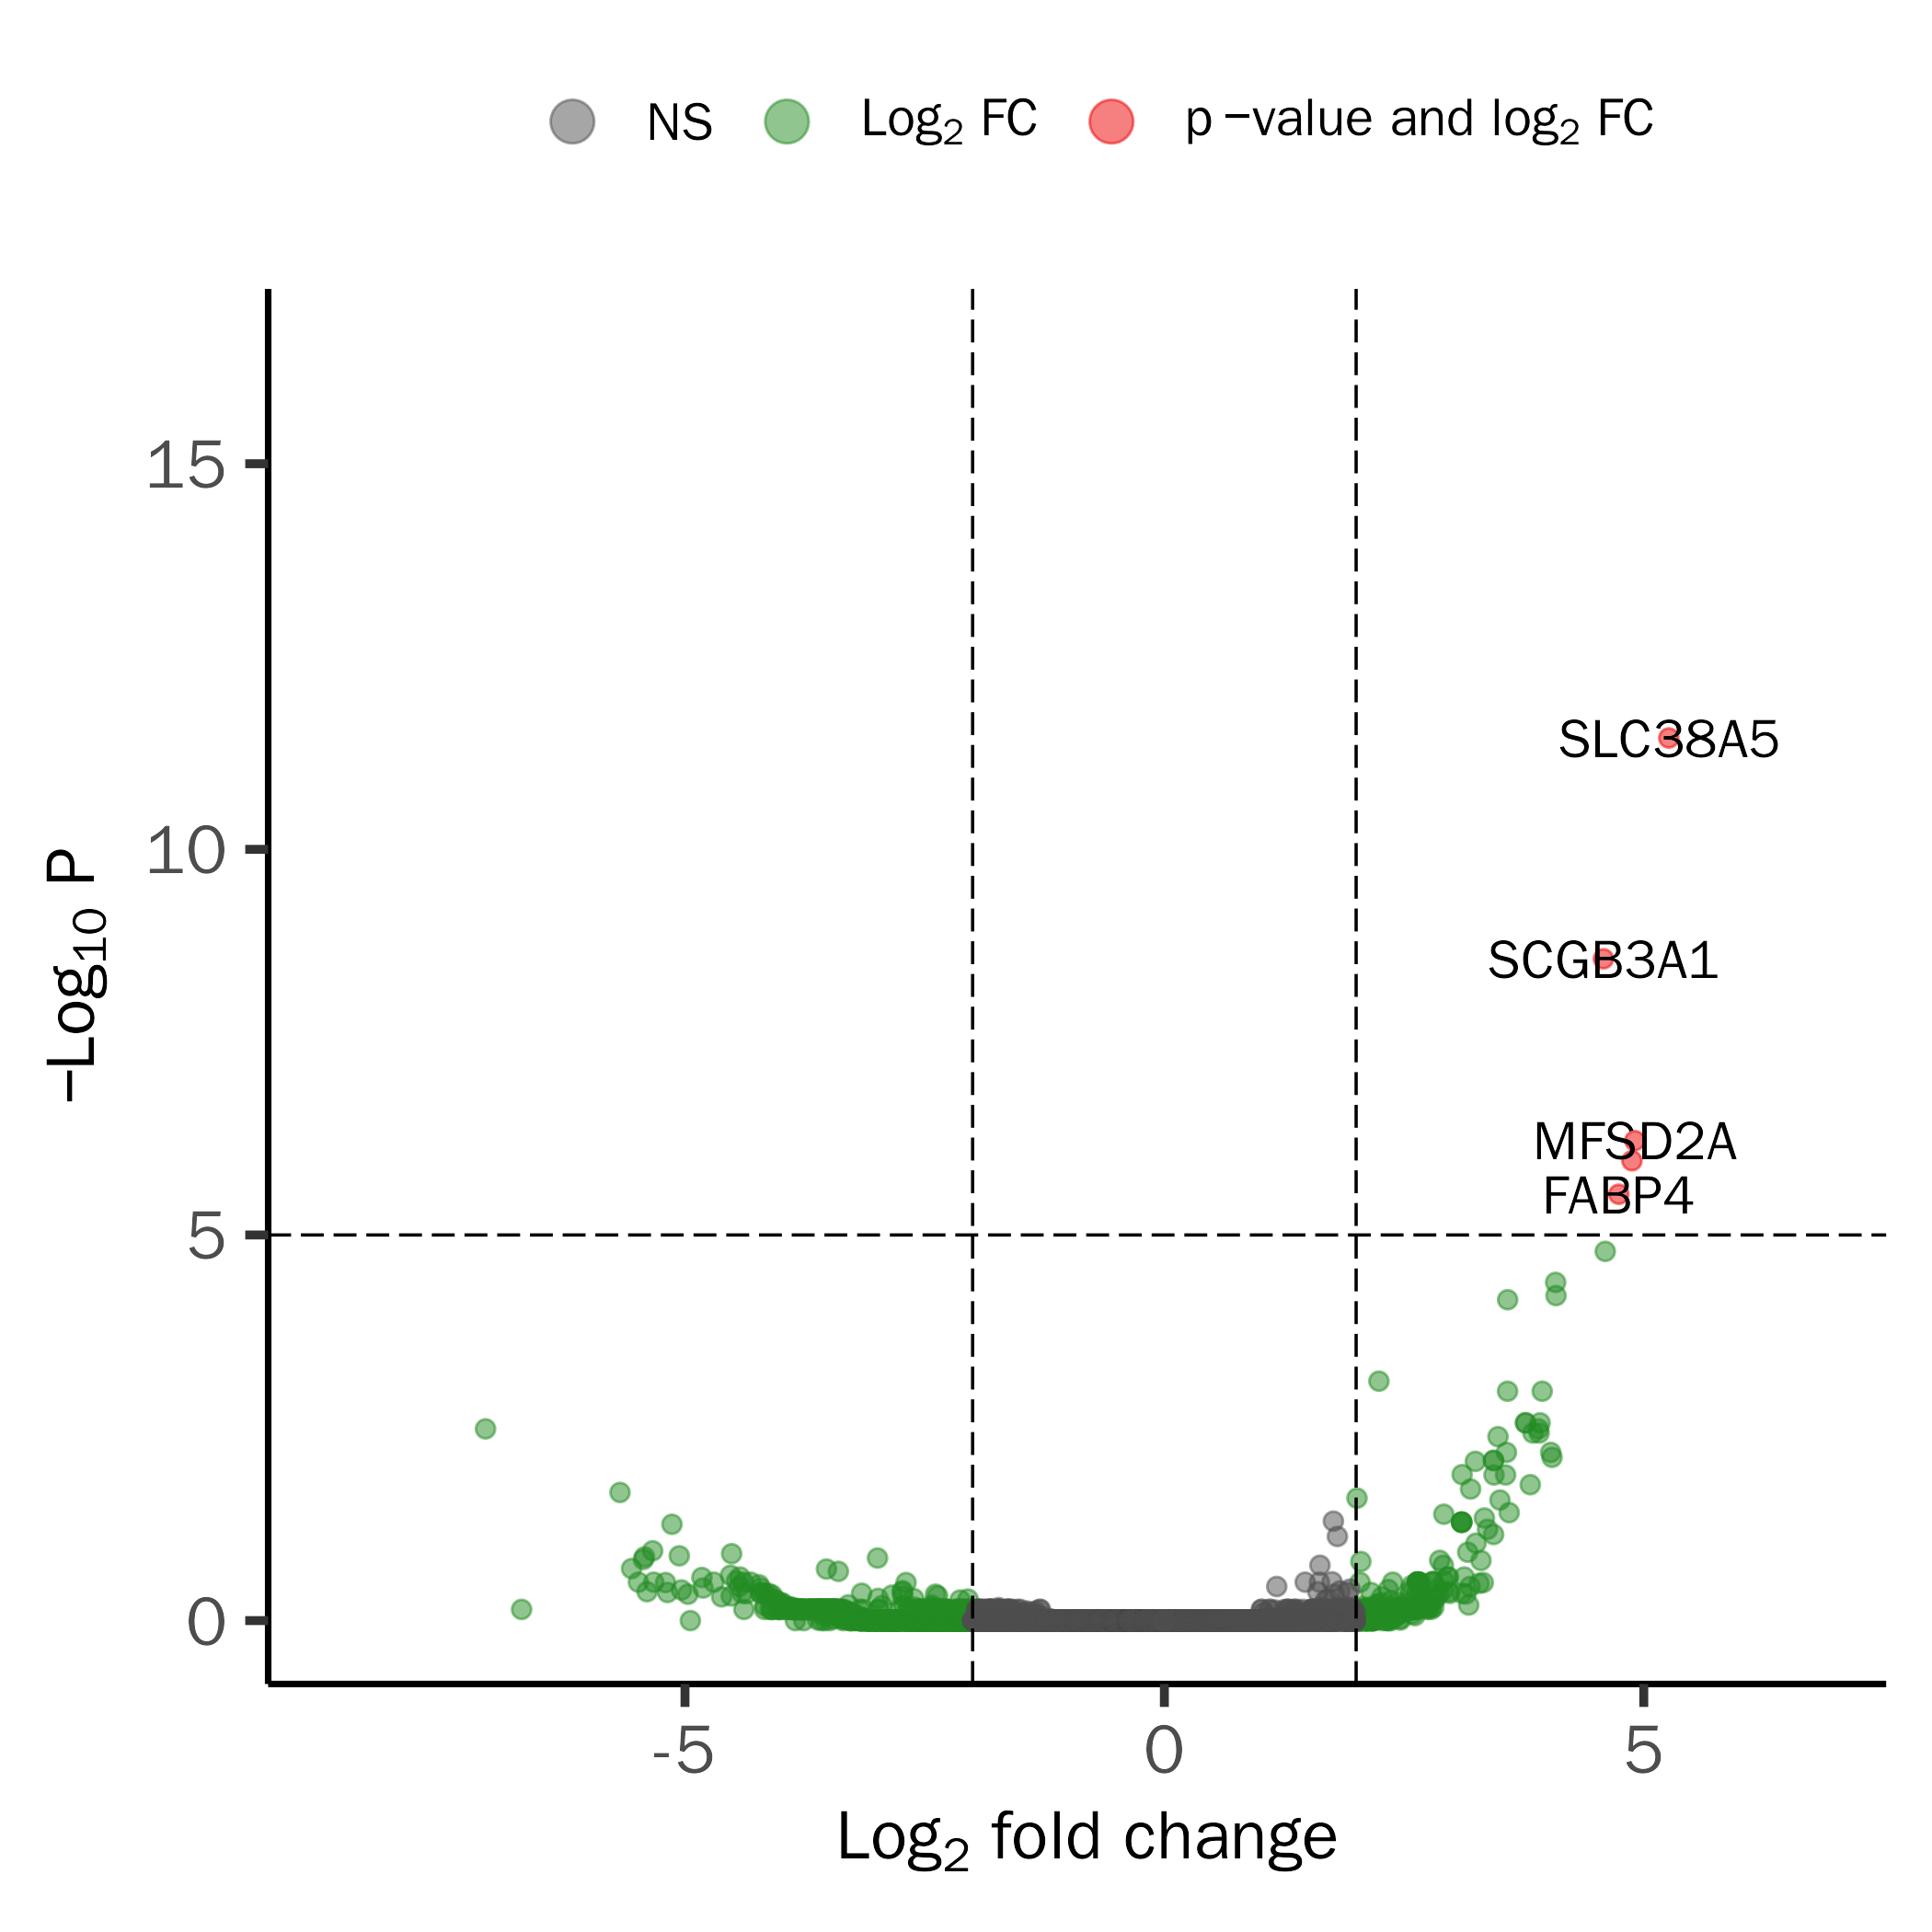 NS Log2 FC p −value and log2 FC
15
10
5
0
−Log10 P
SLC38A5
SCGB3A1
MFSD2A
FABP4
-5 0 5
Log2 fold change